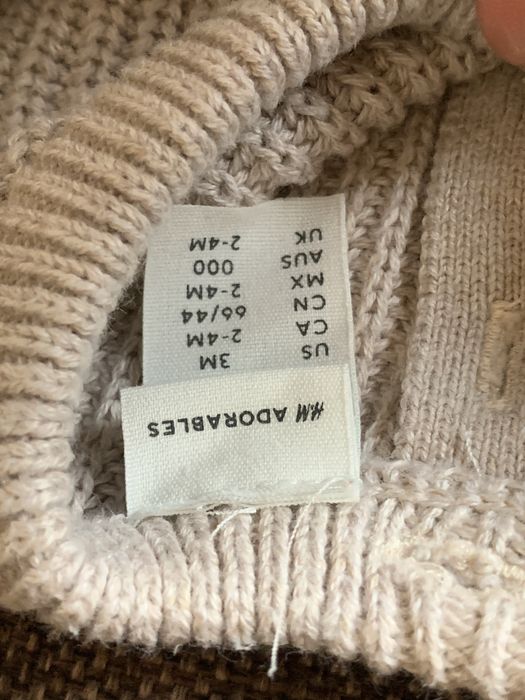 H&M ADORABLES
US 3M
CA 2-4M
CN 66/44
MX 2-4M
AUS 000
UK 2-4M